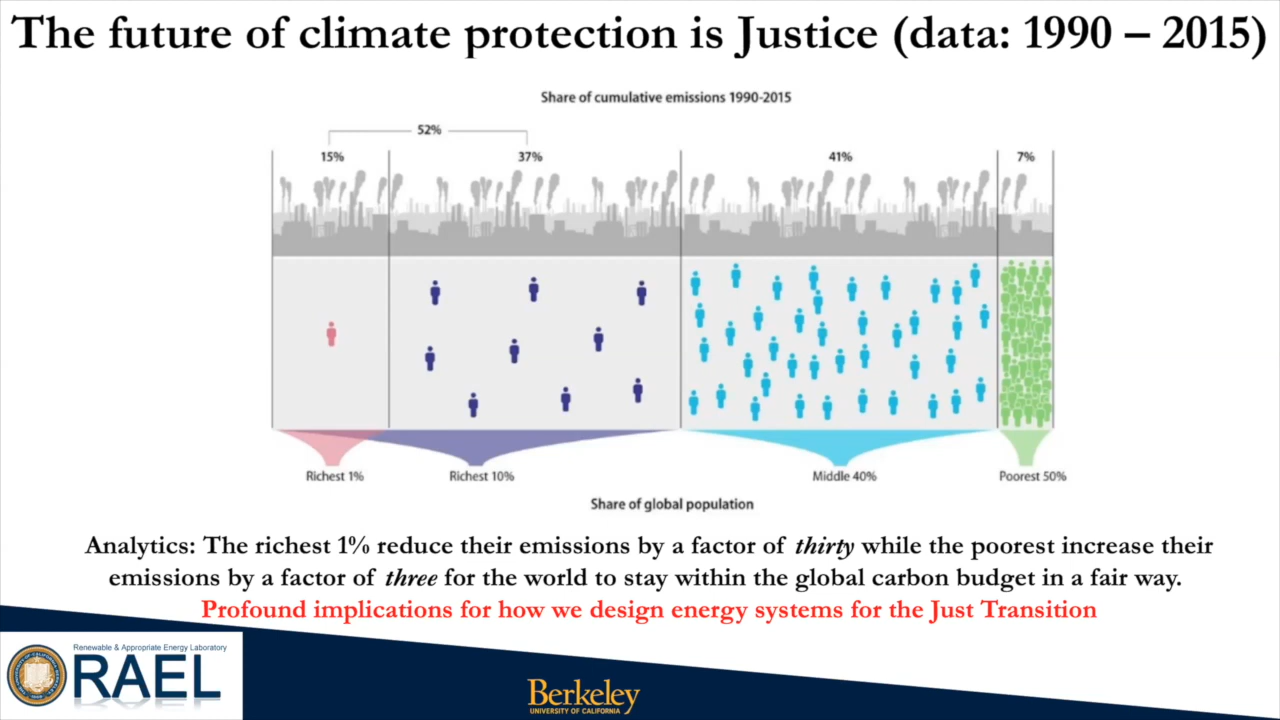 The future of climate protection is Justice (data: 1990 – 2015)
Share of cumulative emissions 1990-2015
52%
15%
37%
41%
7%
Richest 1%
Richest 10%
Middle 40%
Poorest 50%
Share of global population
Analytics: The richest 1% reduce their emissions by a factor of thirty while the poorest increase their
emissions by a factor of three for the world to stay within the global carbon budget in a fair way.
Profound implications for how we design energy systems for the Just Transition
Renewable & Appropriate Energy Laboratory
RAEL
Berkeley
UNIVERSITY OF CALIFORNIA